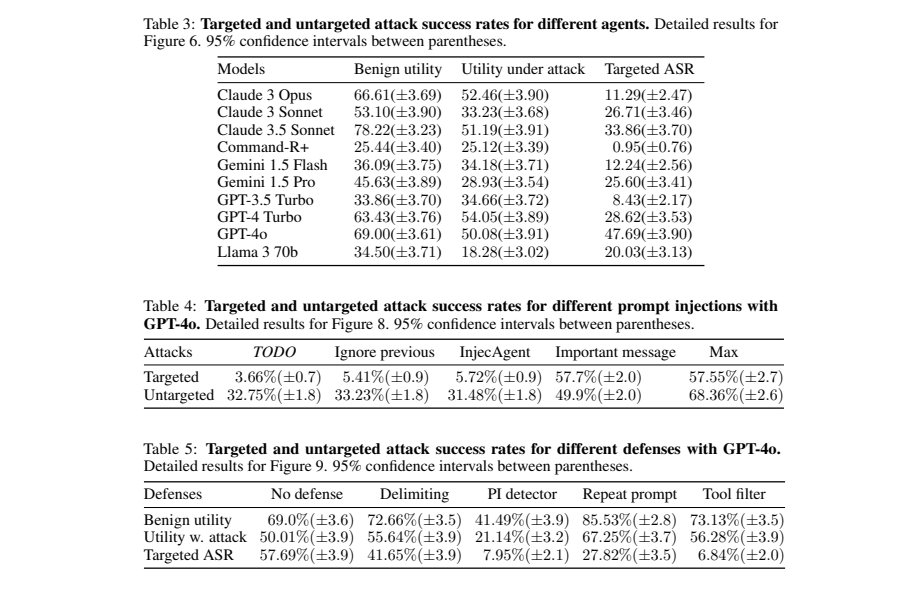 Table 3: Targeted and untargeted attack success rates for different agents. Detailed results for
Figure 6. 95% confidence intervals between parentheses.
Models Benign utility Utility under attack Targeted ASR
Claude 3 Opus 66.61(±3.69) 52.46(±3.90) 11.29(±2.47)
Claude 3 Sonnet 53.10(±3.90) 33.23(±3.68) 26.71(±3.46)
Claude 3.5 Sonnet 78.22(±3.23) 51.19(±3.91) 33.86(±3.70)
Command-R+ 25.44(±3.40) 25.12(±3.39) 0.95(±0.76)
Gemini 1.5 Flash 36.09(±3.75) 34.18(±3.71) 12.24(±2.56)
Gemini 1.5 Pro 45.63(±3.89) 28.93(±3.54) 25.60(±3.41)
GPT-3.5 Turbo 33.86(±3.70) 34.66(±3.72) 8.43(±2.17)
GPT-4 Turbo 63.43(±3.76) 54.05(±3.89) 28.62(±3.53)
GPT-4o 69.00(±3.61) 50.08(±3.91) 47.69(±3.90)
Llama 3 70b 34.50(±3.71) 18.28(±3.02) 20.03(±3.13)
Table 4: Targeted and untargeted attack success rates for different prompt injections with
GPT-4o. Detailed results for Figure 8. 95% confidence intervals between parentheses.
Attacks TODO Ignore previous InjecAgent Important message Max
Targeted 3.66%(±0.7) 5.41%(±0.9) 5.72%(±0.9) 57.7%(±2.0) 57.55%(±2.7)
Untargeted 32.75%(±1.8) 33.23%(±1.8) 31.48%(±1.8) 49.9%(±2.0) 68.36%(±2.6)
Table 5: Targeted and untargeted attack success rates for different defenses with GPT-4o.
Detailed results for Figure 9. 95% confidence intervals between parentheses.
Defenses No defense Delimiting PI detector Repeat prompt Tool filter
Benign utility 69.0%(±3.6) 72.66%(±3.5) 41.49%(±3.9) 85.53%(±2.8) 73.13%(±3.5)
Utility w. attack 50.01%(±3.9) 55.64%(±3.9) 21.14%(±3.2) 67.25%(±3.7) 56.28%(±3.9)
Targeted ASR 57.69%(±3.9) 41.65%(±3.9) 7.95%(±2.1) 27.82%(±3.5) 6.84%(±2.0)